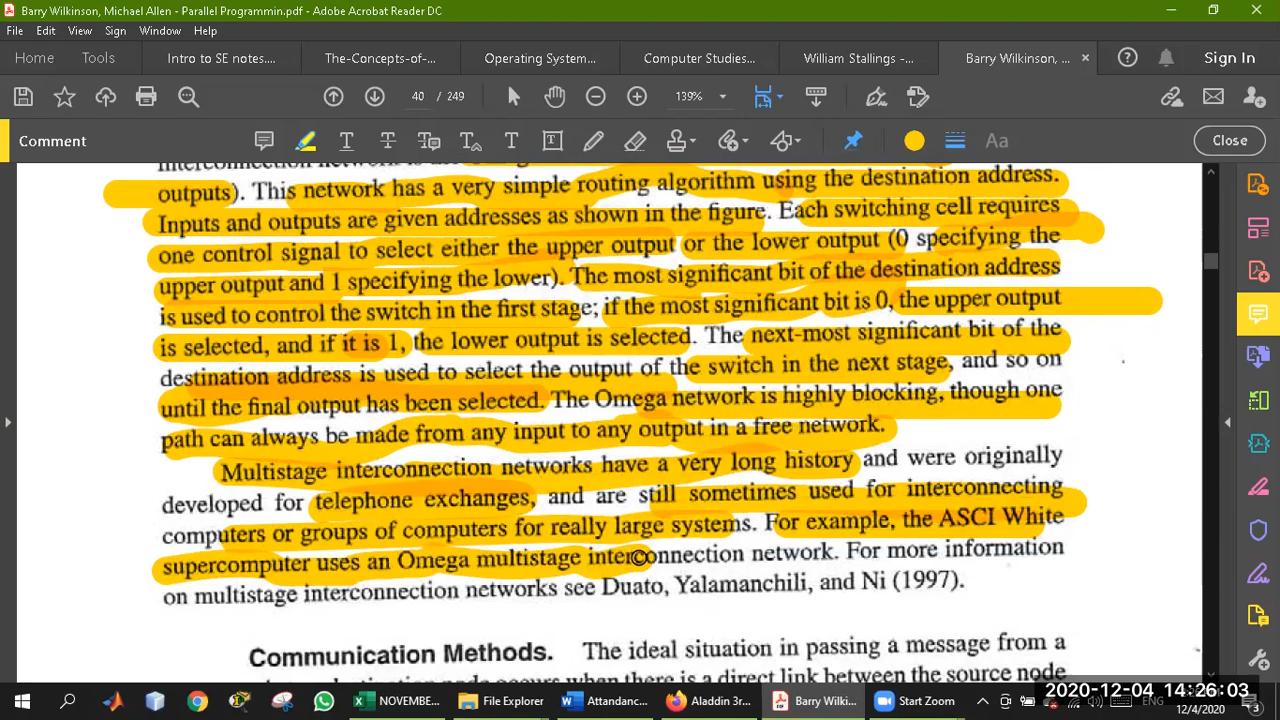 Barry Wilkinson, Michael Allen - Parallel Programmin.pdf - Adobe Acrobat Reader DC
File Edit View Sign Window Help
Home Tools Intro to SE notes.... The-Concepts-of-... Operating System... Computer Studies... William Stallings -... Barry Wilkinson, ... × Sign In
40 / 249 139%
Comment Close
outputs). This network has a very simple routing algorithm using the destination address.
Inputs and outputs are given addresses as shown in the figure. Each switching cell requires
one control signal to select either the upper output or the lower output (0 specifying the
upper output and 1 specifying the lower). The most significant bit of the destination address
is used to control the switch in the first stage; if the most significant bit is 0, the upper output
is selected, and if it is 1, the lower output is selected. The next-most significant bit of the
destination address is used to select the output of the switch in the next stage, and so on
until the final output has been selected. The Omega network is highly blocking, though one
path can always be made from any input to any output in a free network.
Multistage interconnection networks have a very long history and were originally
developed for telephone exchanges, and are still sometimes used for interconnecting
computers or groups of computers for really large systems. For example, the ASCI White
supercomputer uses an Omega multistage interconnection network. For more information
on multistage interconnection networks see Duato, Yalamanchili, and Ni (1997).
Communication Methods. The ideal situation in passing a message from a
occurs when there is a direct link between the source node
NOVEMBE... File Explorer Attandanc... Aladdin 3r... Barry Wilki... Start Zoom ENG
2020-12-04 14:26:03
12/4/2020